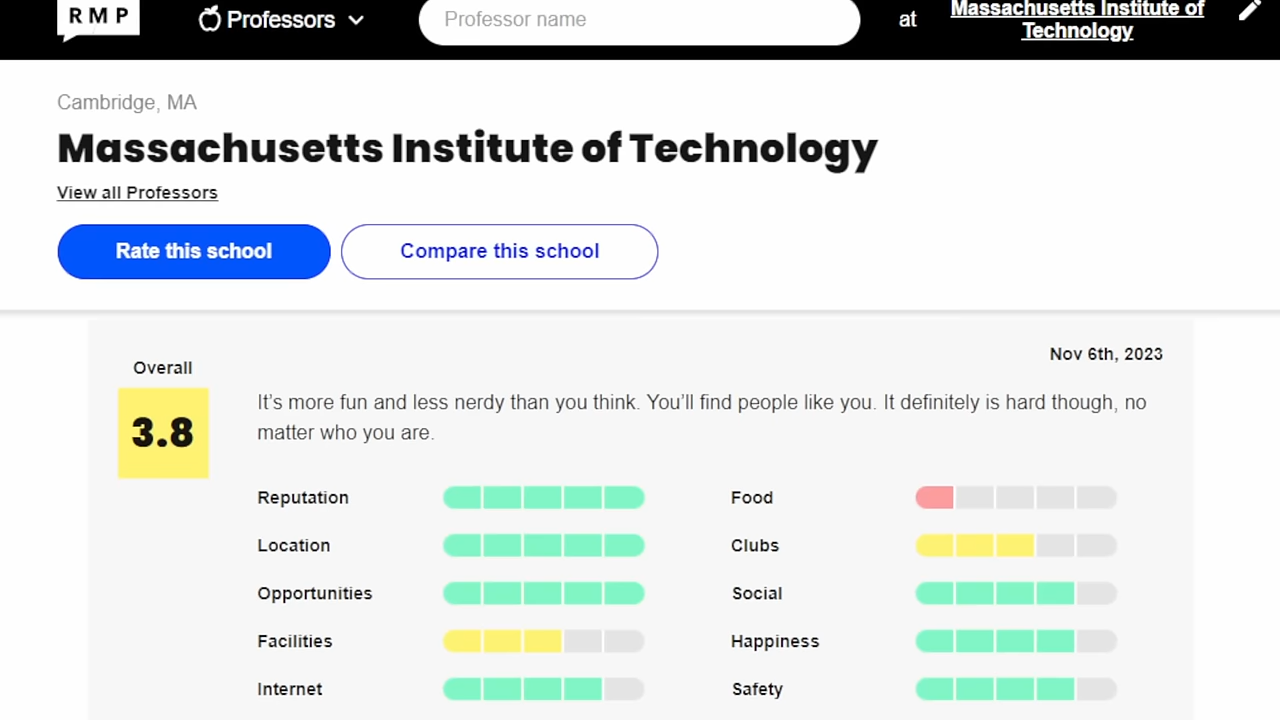 RMP
Professors
Professor name
at
Massachusetts Institute of
Technology
Cambridge, MA
Massachusetts Institute of Technology
View all Professors
Rate this school
Compare this school
Nov 6th, 2023
Overall
3.8
It’s more fun and less nerdy than you think. You’ll find people like you. It definitely is hard though, no
matter who you are.
Reputation
Food
Location
Clubs
Opportunities
Social
Facilities
Happiness
Internet
Safety